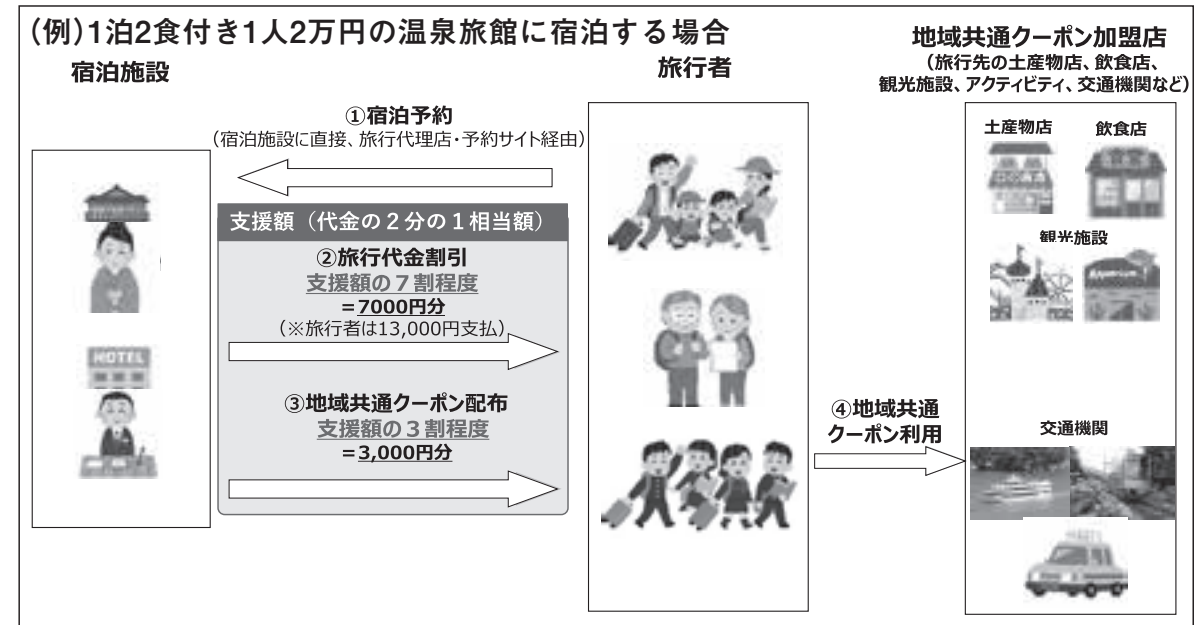 (例)1泊2食付き1人2万円の温泉旅館に宿泊する場合
宿泊施設
旅行者
地域共通クーポン加盟店
(旅行先の土産物店、飲食店、
観光施設、アクティビティ、交通機関など)
①宿泊予約
(宿泊施設に直接、旅行代理店・予約サイト経由)
支援額（代金の２分の１相当額）
②旅行代金割引
支援額の７割程度
＝7000円分
(※旅行者は13,000円支払)
③地域共通クーポン配布
支援額の３割程度
＝3,000円分
④地域共通
クーポン利用
土産物店
飲食店
観光施設
交通機関
HOTEL